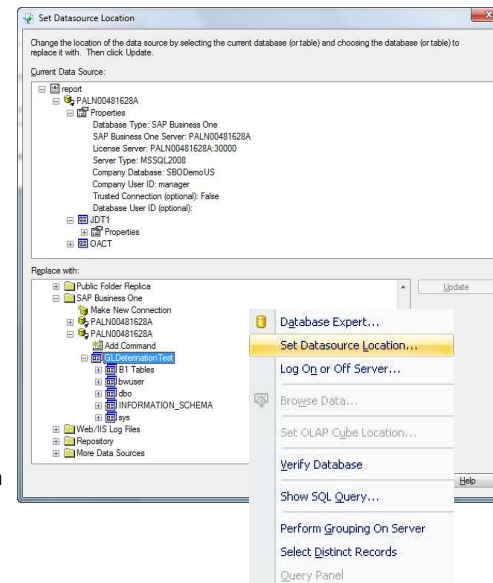 Set Datasource Location
Change the location of the data source by selecting the current database (or table) and choosing the database (or table) to
replace it with. Then click Update.
Current Data Source:
report
PALN00481628A
Properties
Database Type: SAP Business One
SAP Business One Server: PALN00481628A
License Server: PALN00481628A:30000
Server Type: MSSQL2008
Company Database: SBODemoUS
Company User ID: manager
Trusted Connection (optional): False
Database User ID (optional):
JDT1
Properties
OACT
Replace with:
Public Folder Replica
SAP Business One
Make New Connection
PALN00481628A
PALN00481628A
Add Command
GLDeterinationTest
B1 Tables
bwuser
dbo
INFORMATION_SCHEMA
sys
Web/IIS Log Files
Repository
More Data Sources
Update
Database Expert...
Set Datasource Location...
Log On or Off Server...
Browse Data...
Set OLAP Cube Location...
Verify Database
Show SQL Query...
Perform Grouping On Server
Select Distinct Records
Query Panel
Help